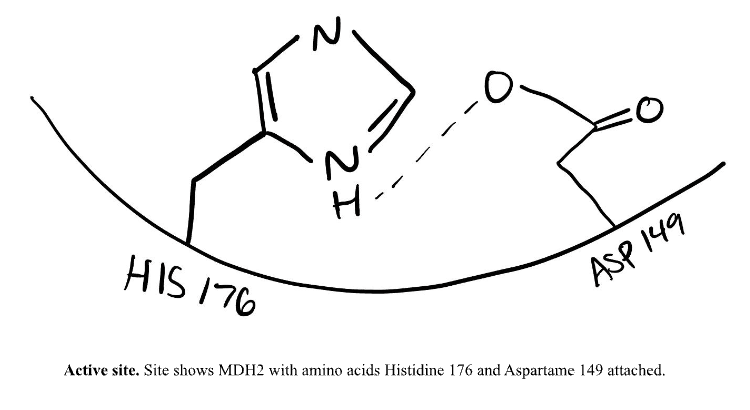 N
O
O
N
H
HIS 176
ASP 149
Active site. Site shows MDH2 with amino acids Histidine 176 and Aspartame 149 attached.